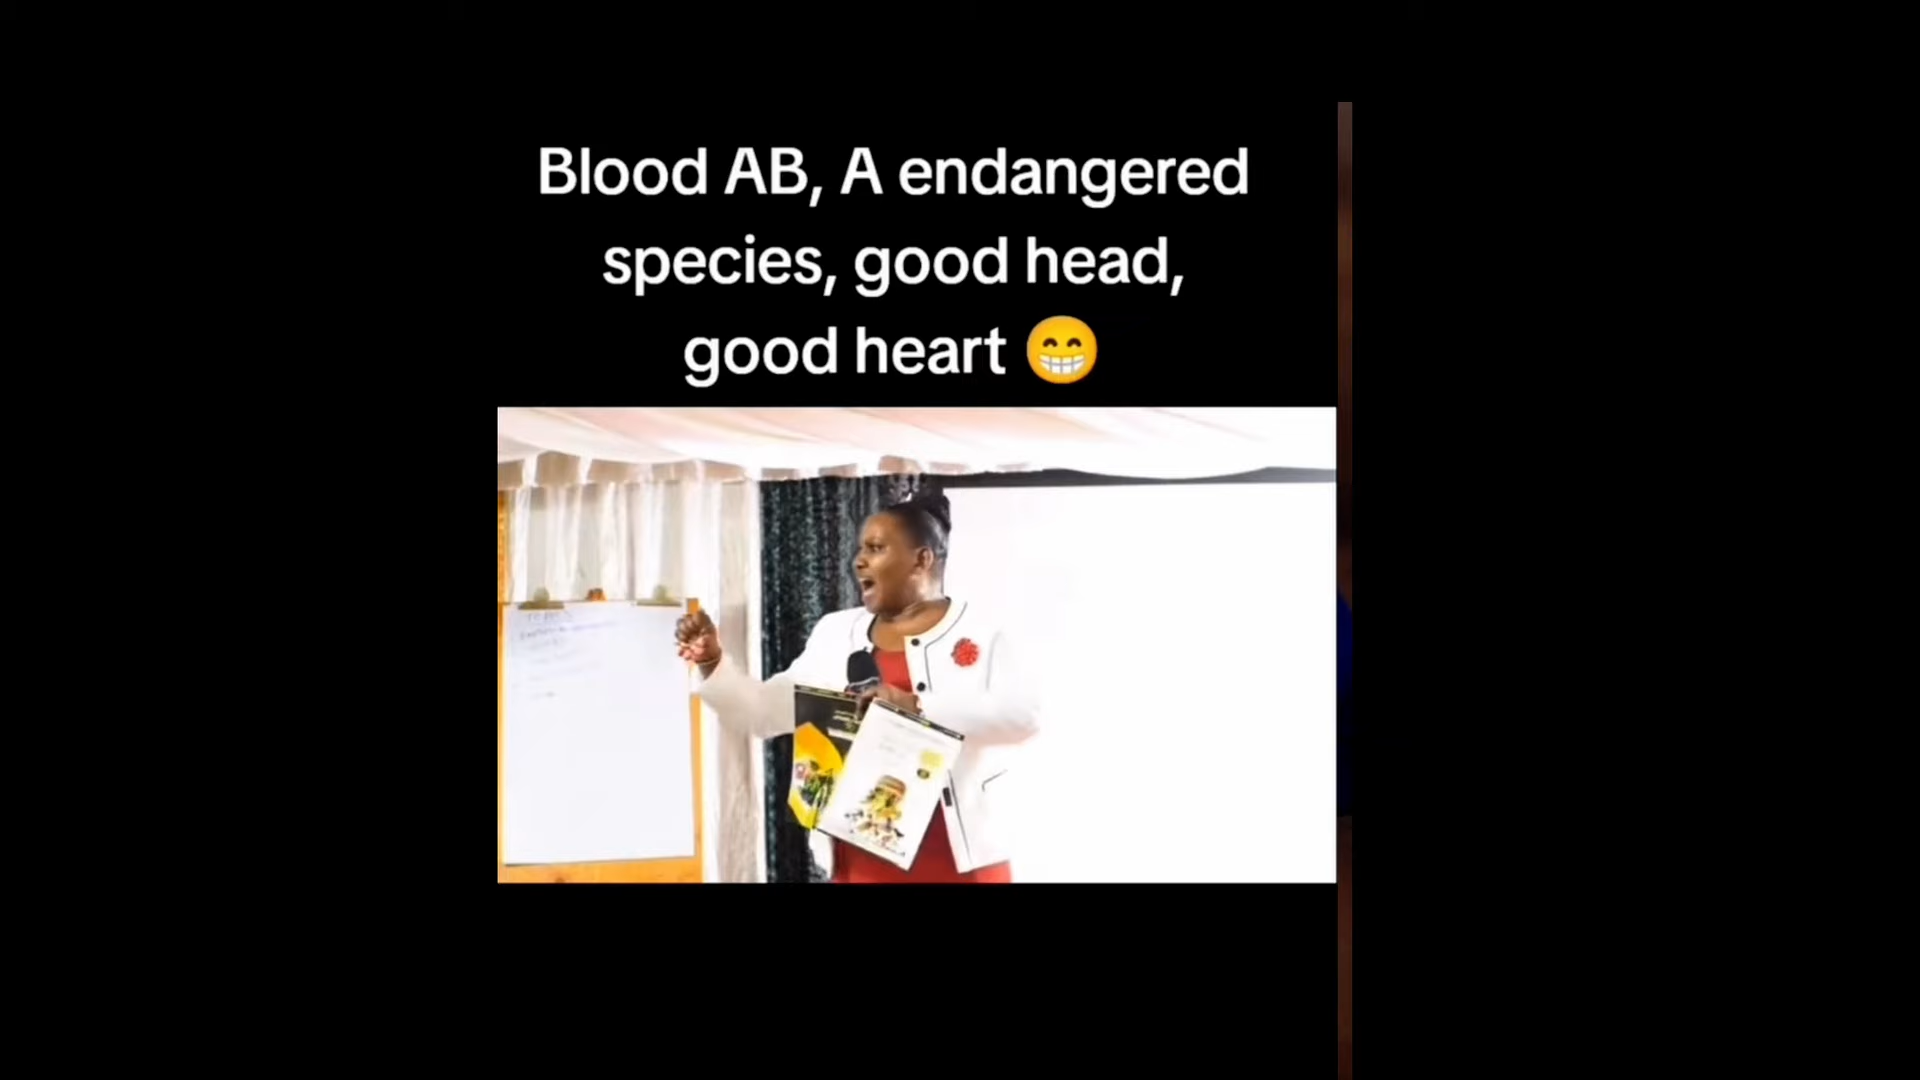 Blood AB, A endangered
species, good head,
good heart 😁